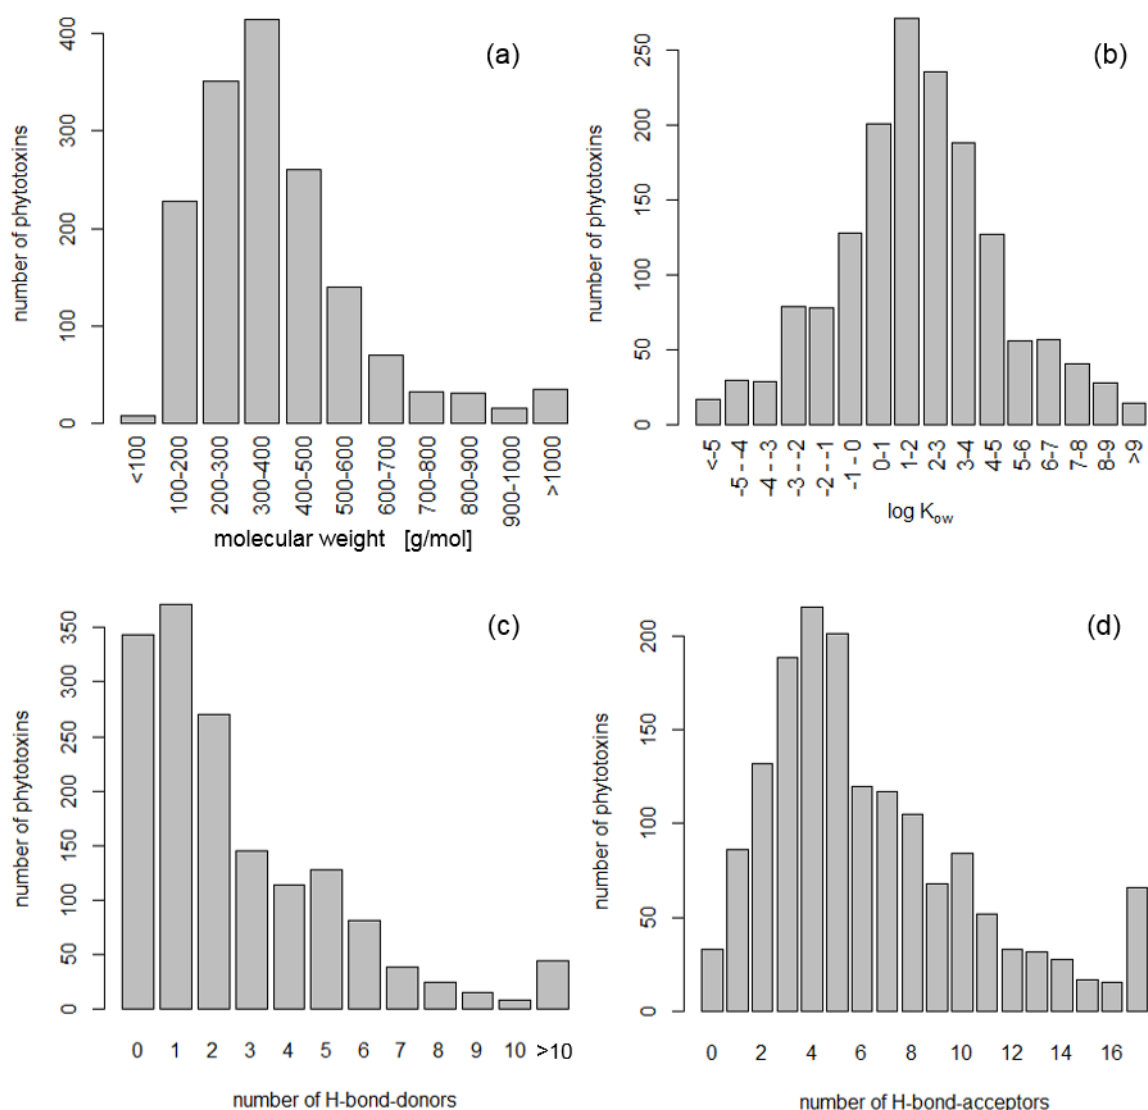 (a)
number of phytotoxins
0
100
200
300
400
<100
100-200
200-300
300-400
400-500
500-600
600-700
700-800
800-900
900-1000
>1000
molecular weight [g/mol]
(b)
number of phytotoxins
0
50
100
150
200
250
<-5
-5 - -4
-4 - -3
-3 - -2
-2 - -1
-1 - 0
0-1
1-2
2-3
3-4
4-5
5-6
6-7
7-8
8-9
>9
log Kow
(c)
number of phytotoxins
0
50
100
150
200
250
300
350
0 1 2 3 4 5 6 7 8 9 10 >10
number of H-bond-donors
(d)
number of phytotoxins
0
50
100
150
200
0 2 4 6 8 10 12 14 16
number of H-bond-acceptors